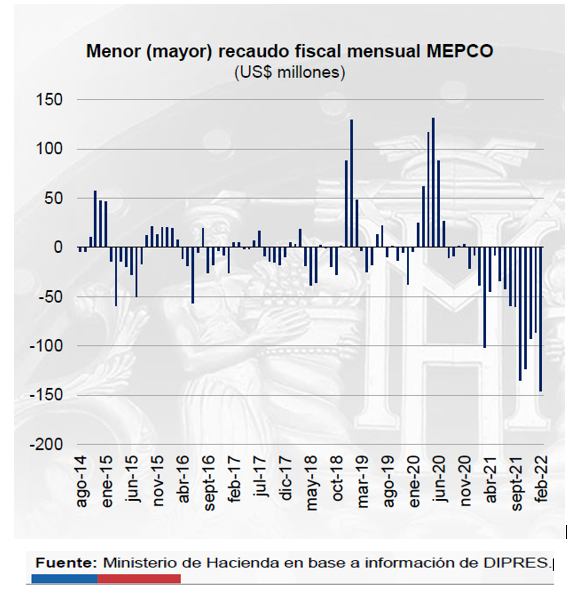 Menor (mayor) recaudo fiscal mensual MEPCO
(US$ millones)
150
100
50
0
-50
-100
-150
-200
ago-14
ene-15
jun-15
nov-15
abr-16
sept-16
feb-17
jul-17
dic-17
may-18
oct-18
mar-19
ago-19
ene-20
jun-20
nov-20
abr-21
sept-21
feb-22
Fuente: Ministerio de Hacienda en base a información de DIPRES.